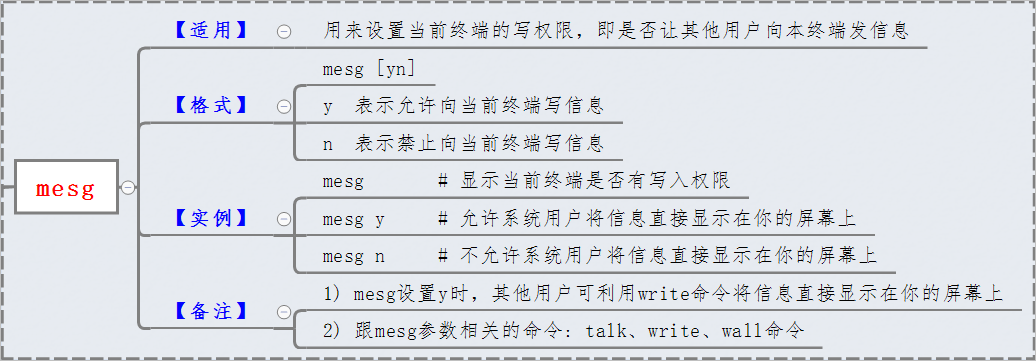 mesg
【适用】
用来设置当前终端的写权限，即是否让其他用户向本终端发信息
【格式】
mesg [yn]
y 表示允许向当前终端写信息
n 表示禁止向当前终端写信息
【实例】
mesg # 显示当前终端是否有写入权限
mesg y # 允许系统用户将信息直接显示在你的屏幕上
mesg n # 不允许系统用户将信息直接显示在你的屏幕上
【备注】
1) mesg设置y时，其他用户可利用write命令将信息直接显示在你的屏幕上
2) 跟mesg参数相关的命令：talk、write、wall命令